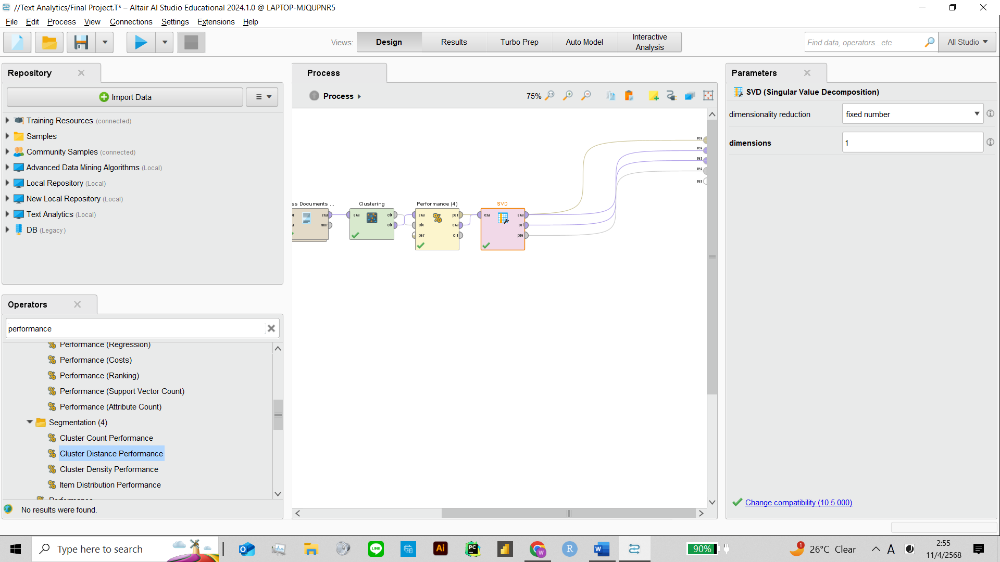 //Text Analytics/Final Project.T* – Altair AI Studio Educational 2024.1.0 @ LAPTOP-MJQUPNR5
File Edit Process View Connections Settings Extensions Help
Views: Design Results Turbo Prep Auto Model Interactive Analysis
Find data, operators...etc All Studio
Repository
Import Data
Training Resources (connected)
Samples
Community Samples (connected)
Advanced Data Mining Algorithms (Local)
Local Repository (Local)
New Local Repository (Local)
Text Analytics (Local)
DB (Legacy)
Operators
performance
Performance (Regression)
Performance (Costs)
Performance (Ranking)
Performance (Support Vector Count)
Performance (Attribute Count)
Segmentation (4)
Cluster Count Performance
Cluster Distance Performance
Cluster Density Performance
Item Distribution Performance
Performance
No results were found.
Process
Process
75%
res
res
res
res
res
ss Documents ... Clustering Performance (4) SVD
exa exa clu exa per exa exa
wor clu clu exa ori
per clu pre
Parameters
SVD (Singular Value Decomposition)
dimensionality reduction fixed number
dimensions 1
Change compatibility (10.5.000)
Type here to search
LINE
Ai
PC
W
R
W
90%
1
26°C Clear
A
2:55
11/4/2568